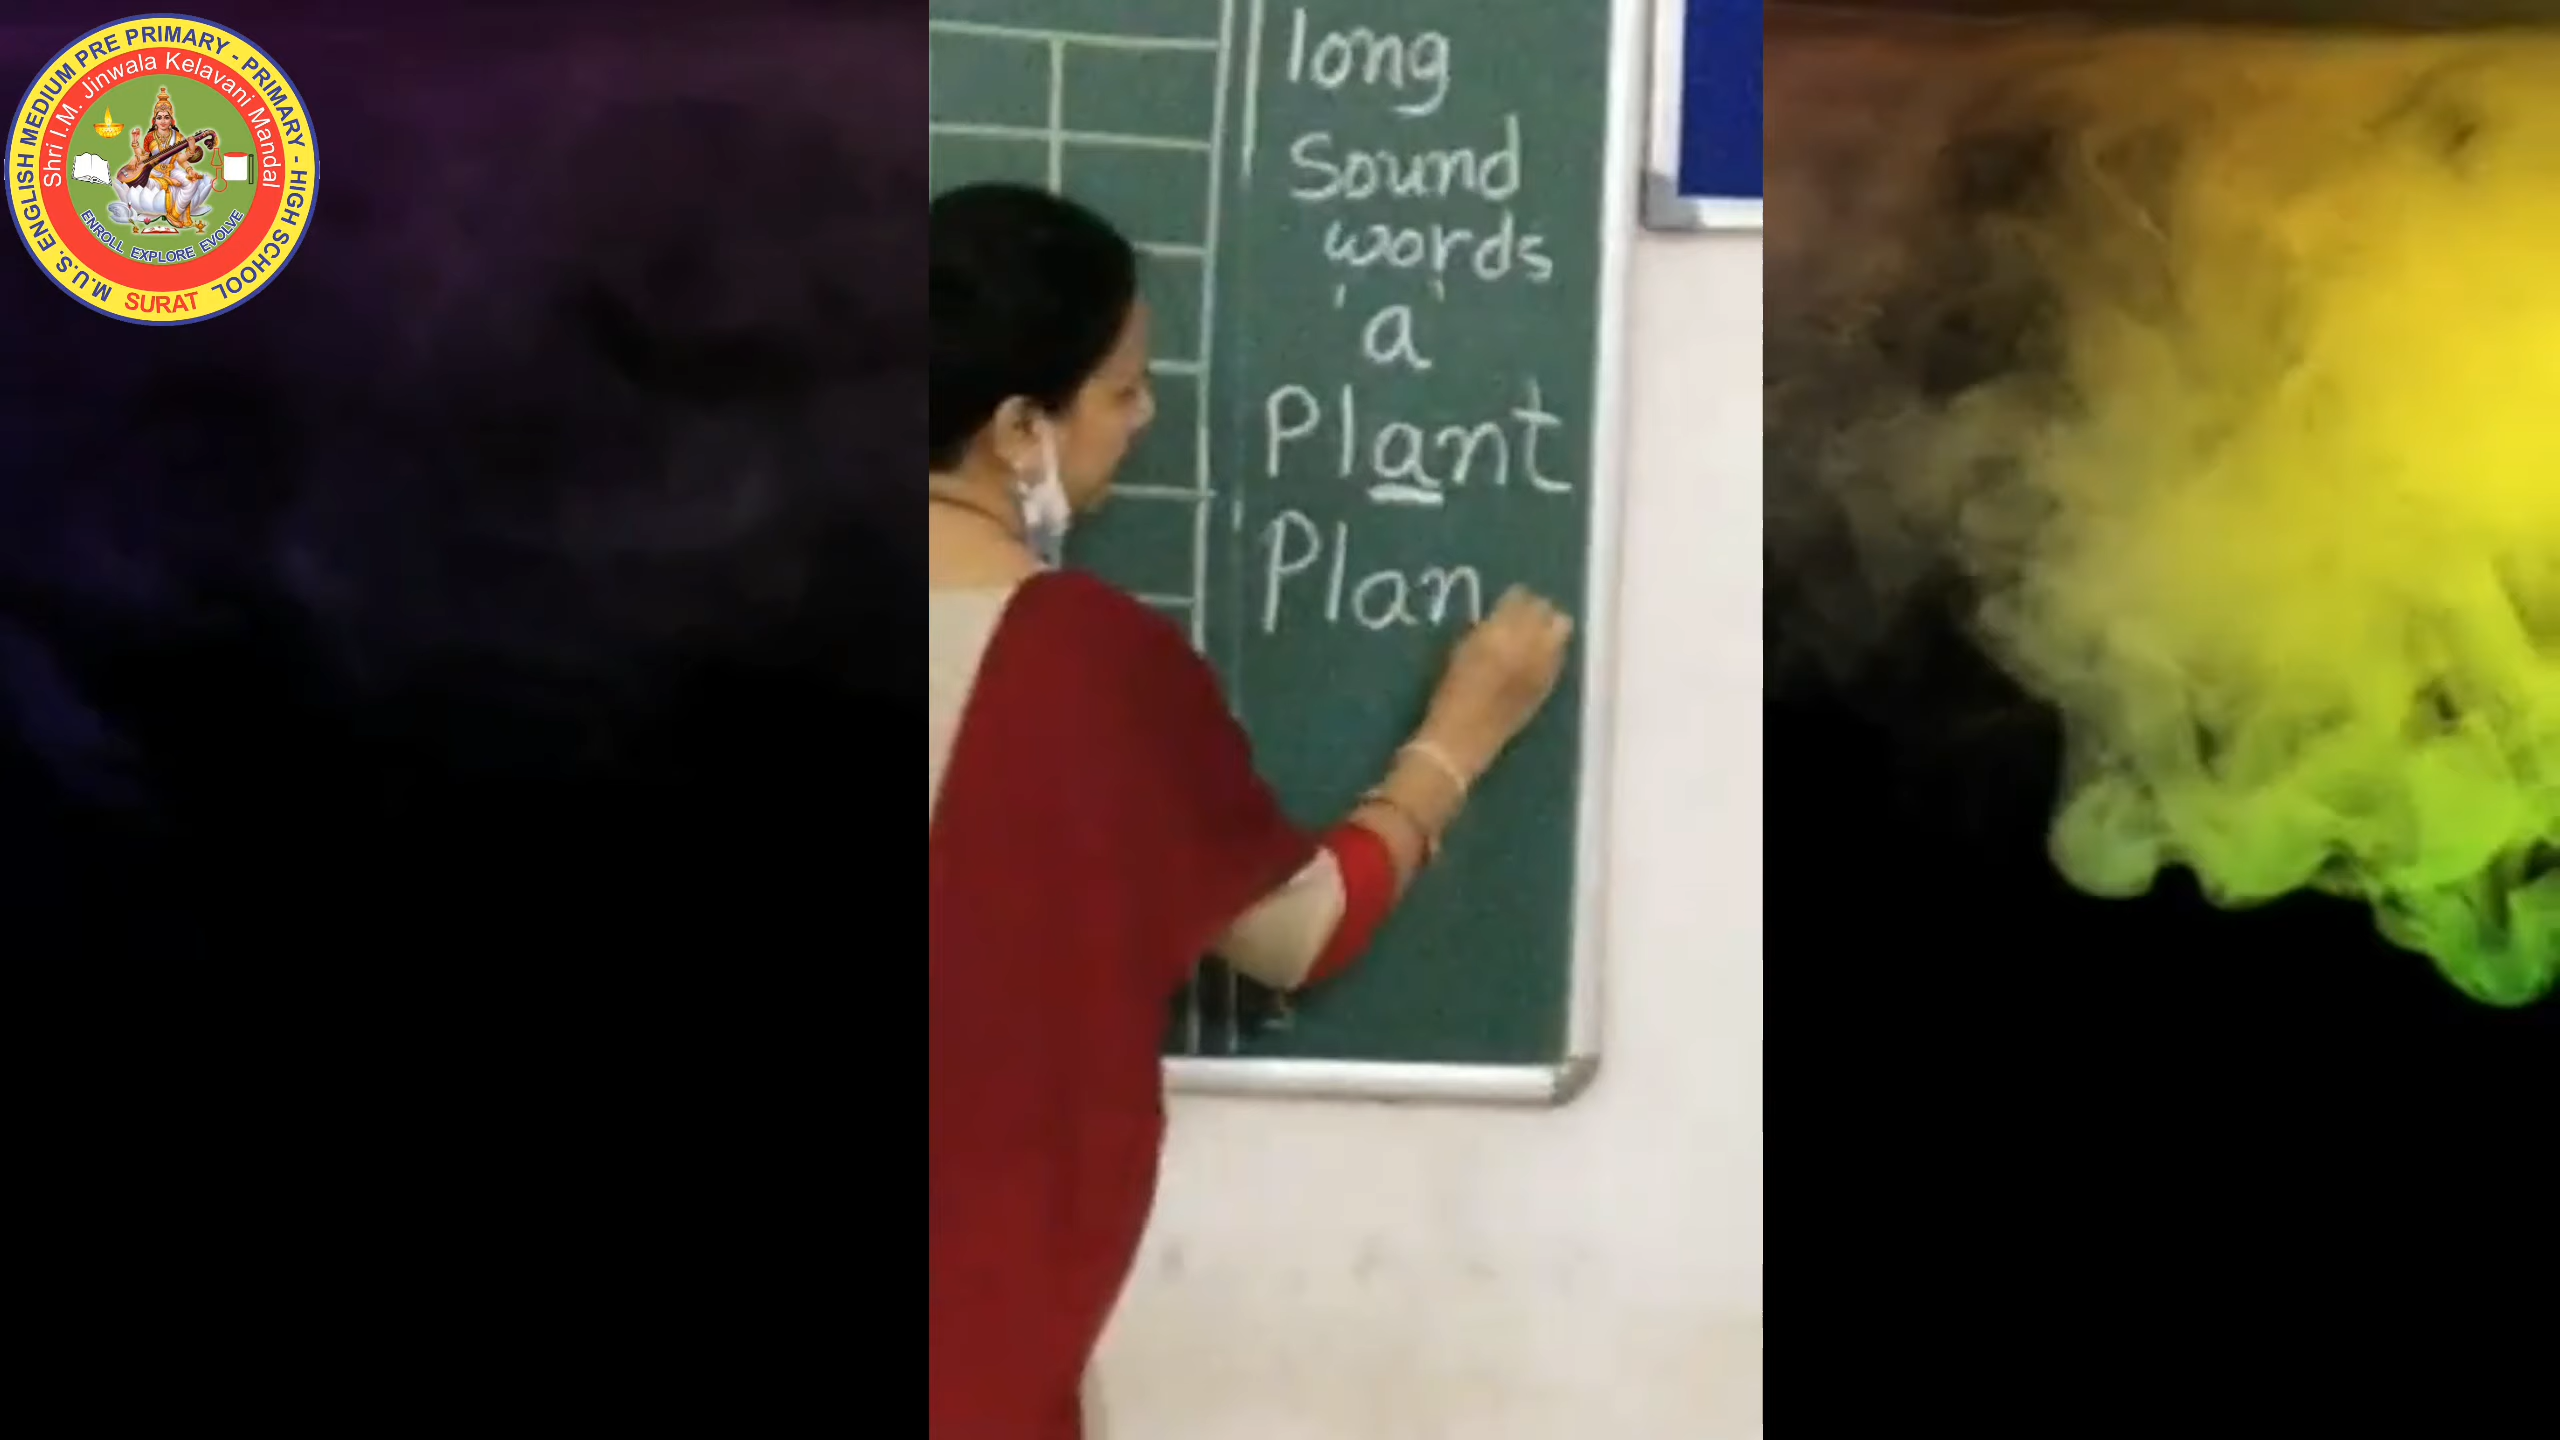 M.U.S. ENGLISH MEDIUM PRE PRIMARY - PRIMARY - HIGH SCHOOL
Shri I.M. Jinwala Kelavani Mandal
ENROLL EXPLORE EVOLVE
SURAT
long
Sound
words
'a'
Plant
Plan